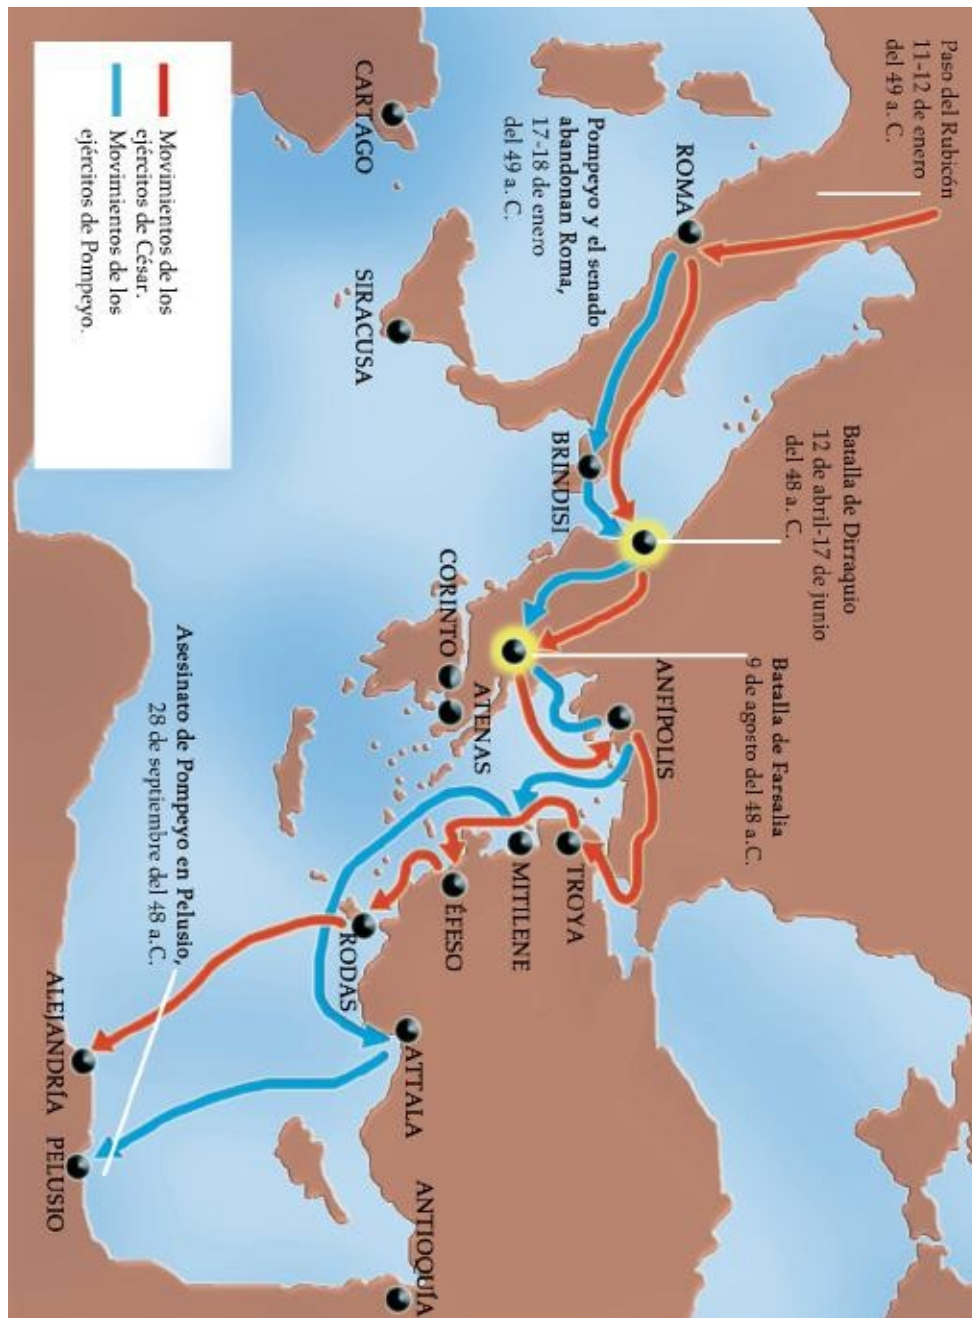 Paso del Rubicón
11-12 de enero
del 49 a. C.
ROMA
Pompeyo y el senado
abandonan Roma,
17-18 de enero
del 49 a. C.
CARTAGO
SIRACUSA
BRINDISI
Batalla de Dirraquio
12 de abril-17 de junio
del 48 a. C.
Batalla de Farsalia
9 de agosto del 48 a.C.
ANFÍPOLIS
CORINTO
ATENAS
TROYA
MITILENE
ÉFESO
RODAS
ATTALA
ANTIOQUÍA
ALEJANDRÍA
PELUSIO
Asesinato de Pompeyo en Pelusio,
28 de septiembre del 48 a.C.
Movimientos de los
ejércitos de César.
Movimientos de los
ejércitos de Pompeyo.